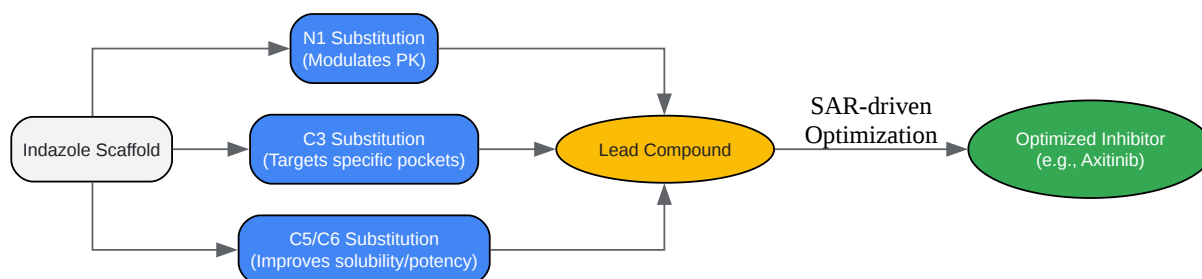 N1 Substitution
(Modulates PK)
Indazole Scaffold
C3 Substitution
(Targets specific pockets)
Lead Compound
SAR-driven
Optimization
Optimized Inhibitor
(e.g., Axitinib)
C5/C6 Substitution
(Improves solubility/potency)